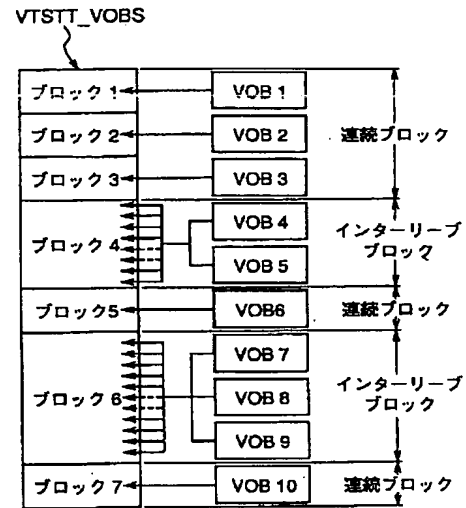 VTSTT_VOBS
ブロック 1
VOB 1
ブロック 2
VOB 2
連続ブロック
ブロック 3
VOB 3
ブロック 4
VOB 4
インターリーブ
ブロック
VOB 5
ブロック5
VOB6
連続ブロック
VOB 7
ブロック 6
VOB 8
インターリーブ
ブロック
VOB 9
ブロック 7
VOB 10
連続ブロック